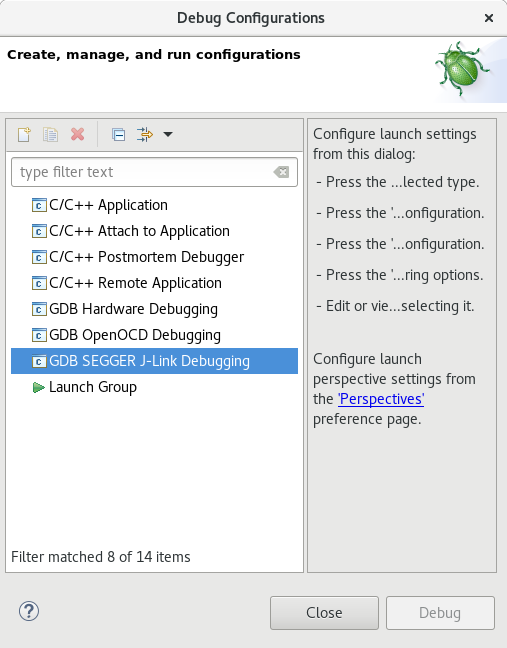 Debug Configurations
Create, manage, and run configurations
type filter text
C/C++ Application
C/C++ Attach to Application
C/C++ Postmortem Debugger
C/C++ Remote Application
GDB Hardware Debugging
GDB OpenOCD Debugging
GDB SEGGER J-Link Debugging
Launch Group
Filter matched 8 of 14 items
Configure launch settings
from this dialog:
- Press the ...lected type.
- Press the '...onfiguration.
- Press the '...onfiguration.
- Press the '...ring options.
- Edit or vie...selecting it.
Configure launch
perspective settings from
the 'Perspectives'
preference page.
Close
Debug